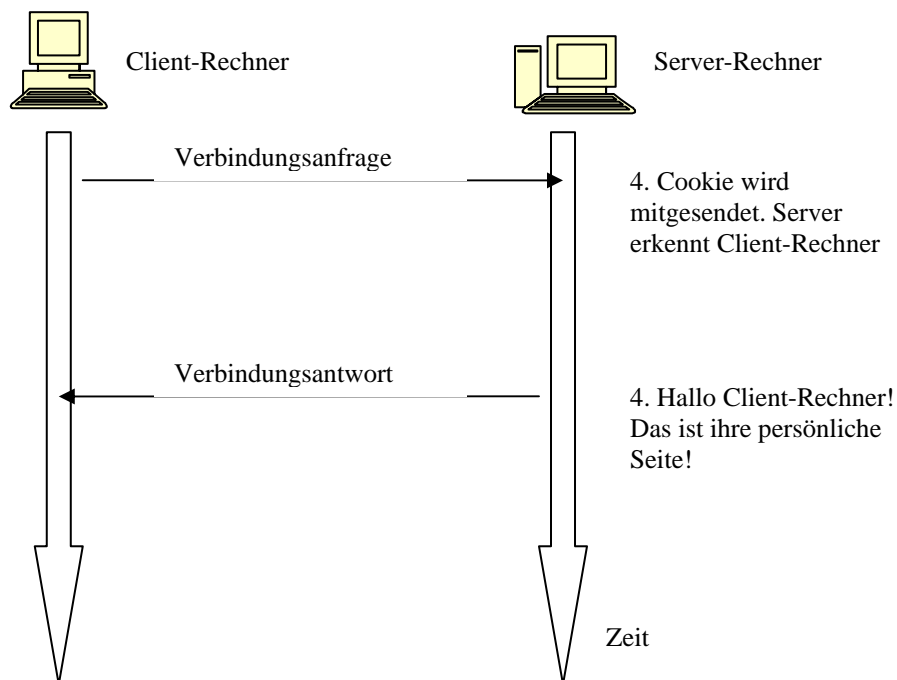 Client-Rechner
Server-Rechner
Verbindungsanfrage
4. Cookie wird
mitgesendet. Server
erkennt Client-Rechner
Verbindungsantwort
4. Hallo Client-Rechner!
Das ist ihre persönliche
Seite!
Zeit